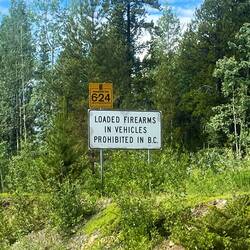 624
LOADED FIREARMS
IN VEHICLES
PROHIBITED IN B.C.